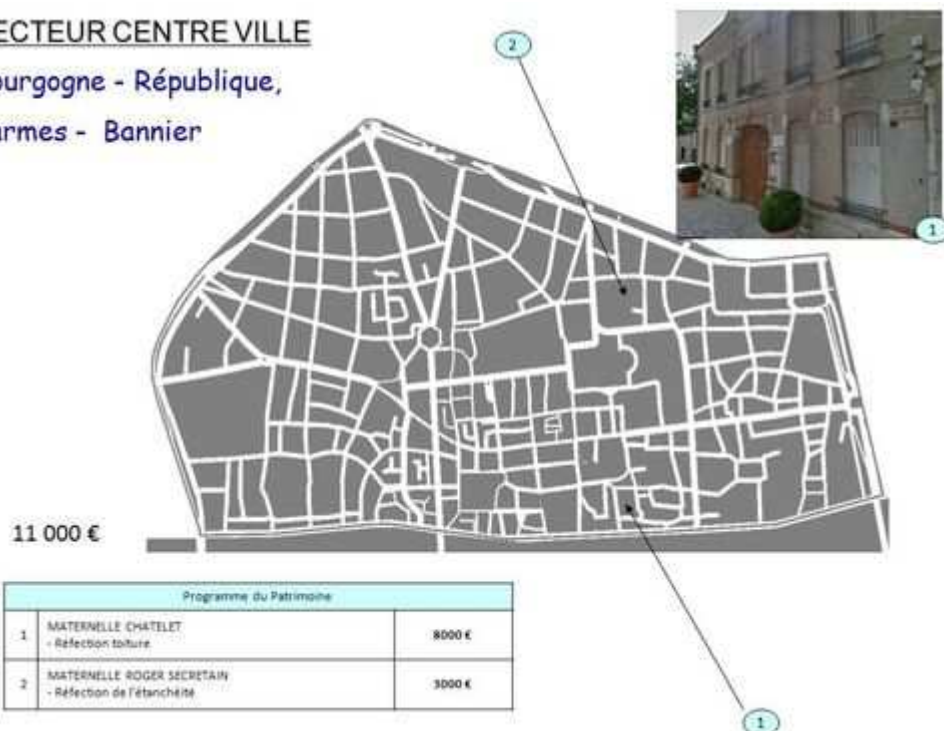 ECTEUR CENTRE VILLE
ourgogne - République,
armes - Bannier
2
1
11 000 €
Programme du Patrimoine
1 MATERNELLE CHATELET
- Réfection toiture
8000 €
2 MATERNELLE ROGER SECRETAIN
- Réfection de l'étanchéité
3000 €
1